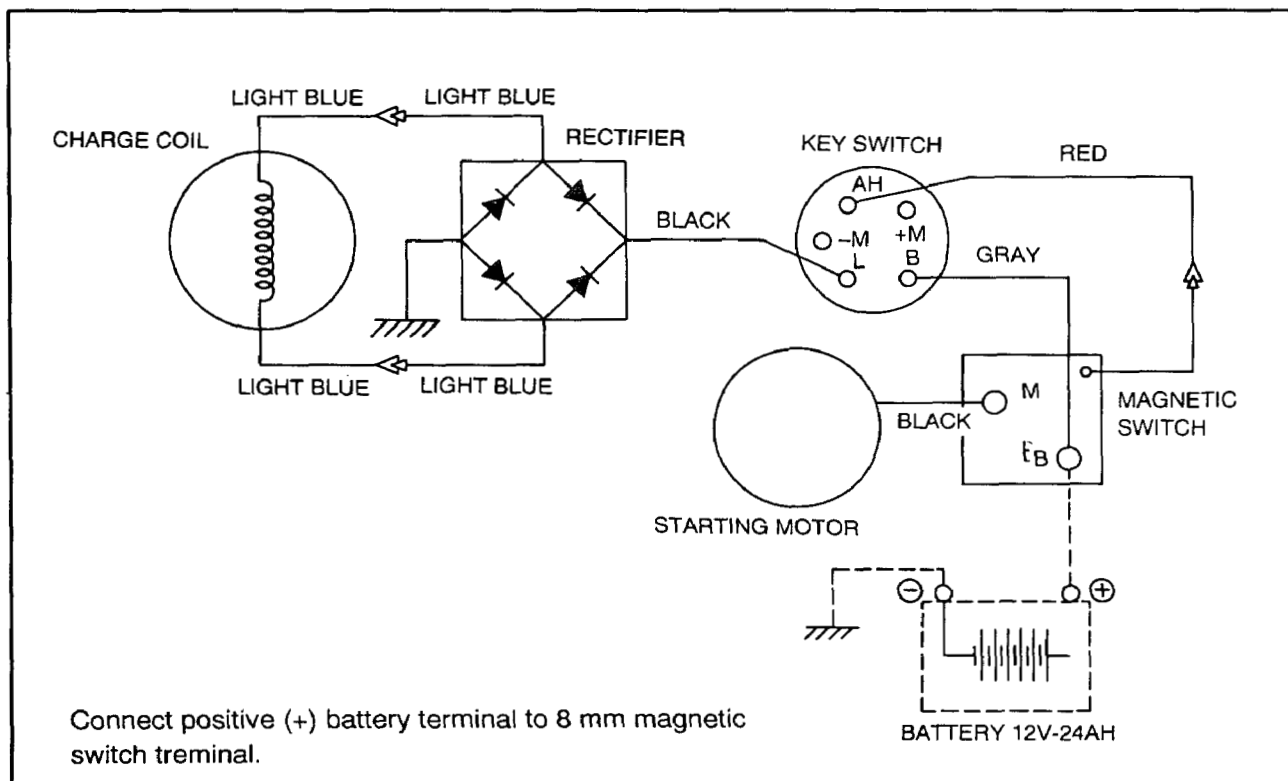 LIGHT BLUE LIGHT BLUE
CHARGE COIL
RECTIFIER
KEY SWITCH
RED
AH
BLACK
–M
+M
L
B
GRAY
LIGHT BLUE LIGHT BLUE
M
BLACK
MAGNETIC
SWITCH
B
STARTING MOTOR
– +
Connect positive (+) battery terminal to 8 mm magnetic
switch treminal.
BATTERY 12V-24AH